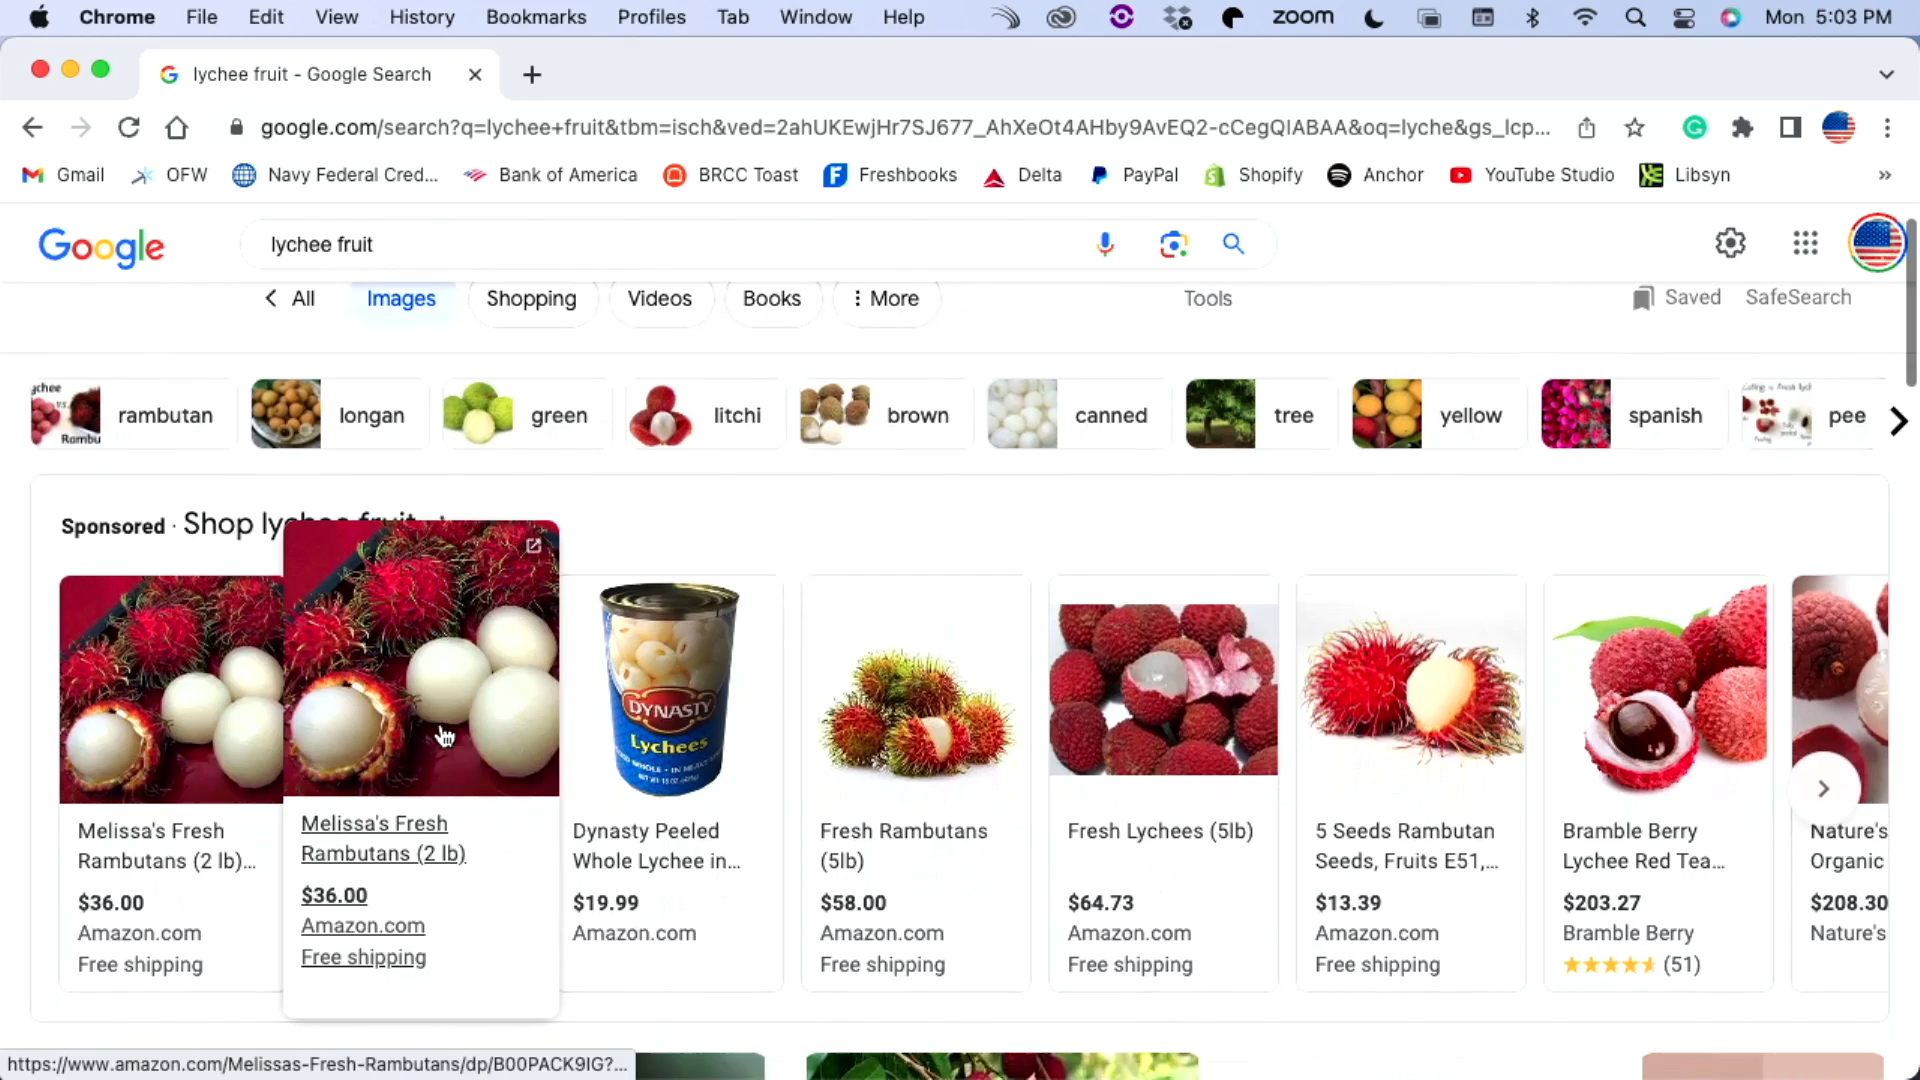 Chrome File Edit View History Bookmarks Profiles Tab Window Help zoom Mon 5:03 PM
lychee fruit - Google Search
google.com/search?q=lychee+fruit&tbm=isch&ved=2ahUKEwjHr7SJ677_AhXeOt4AHby9AvEQ2-cCegQIABAA&oq=lyche&gs_lcp...
Gmail OFW Navy Federal Cred... Bank of America BRCC Toast Freshbooks Delta PayPal Shopify Anchor YouTube Studio Libsyn »
Google lychee fruit
All Images Shopping Videos Books More Tools Saved SafeSearch
rambutan longan green litchi brown canned tree yellow spanish pee
Sponsored · Shop lychee fruit
DYNASTY
Lychees
Melissa's Fresh
Rambutans (2 lb)...
$36.00
Amazon.com
Free shipping
Melissa's Fresh
Rambutans (2 lb)
$36.00
Amazon.com
Free shipping
Dynasty Peeled
Whole Lychee in...
$19.99
Amazon.com
Fresh Rambutans
(5lb)
$58.00
Amazon.com
Free shipping
Fresh Lychees (5lb)
$64.73
Amazon.com
Free shipping
5 Seeds Rambutan
Seeds, Fruits E51,...
$13.39
Amazon.com
Free shipping
Bramble Berry
Lychee Red Tea...
$203.27
Bramble Berry
(51)
Nature's
Organic
$208.30
Nature's
https://www.amazon.com/Melissas-Fresh-Rambutans/dp/B00PACK9IG?...